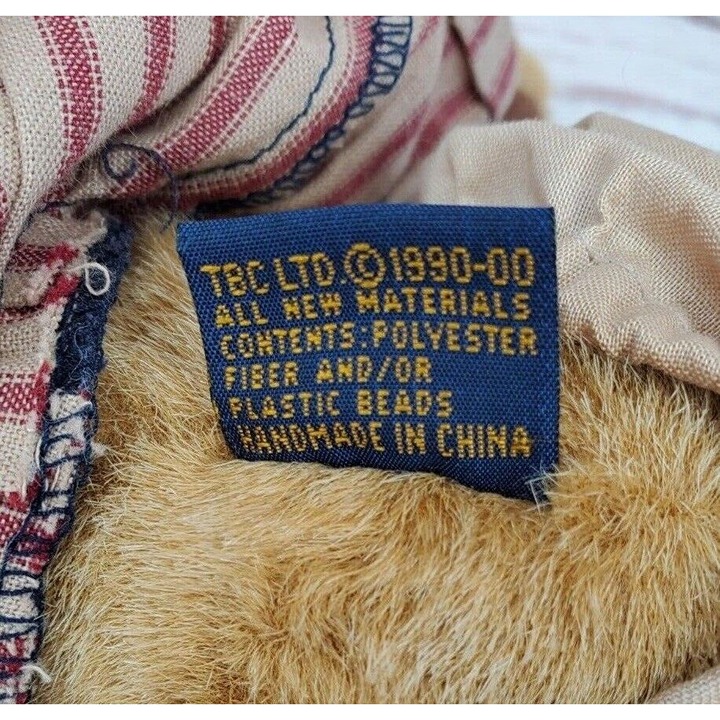 TBC LTD.©1990-00
ALL NEW MATERIALS
CONTENTS:POLYESTER
FIBER AND/OR
PLASTIC BEADS
HANDMADE IN CHINA